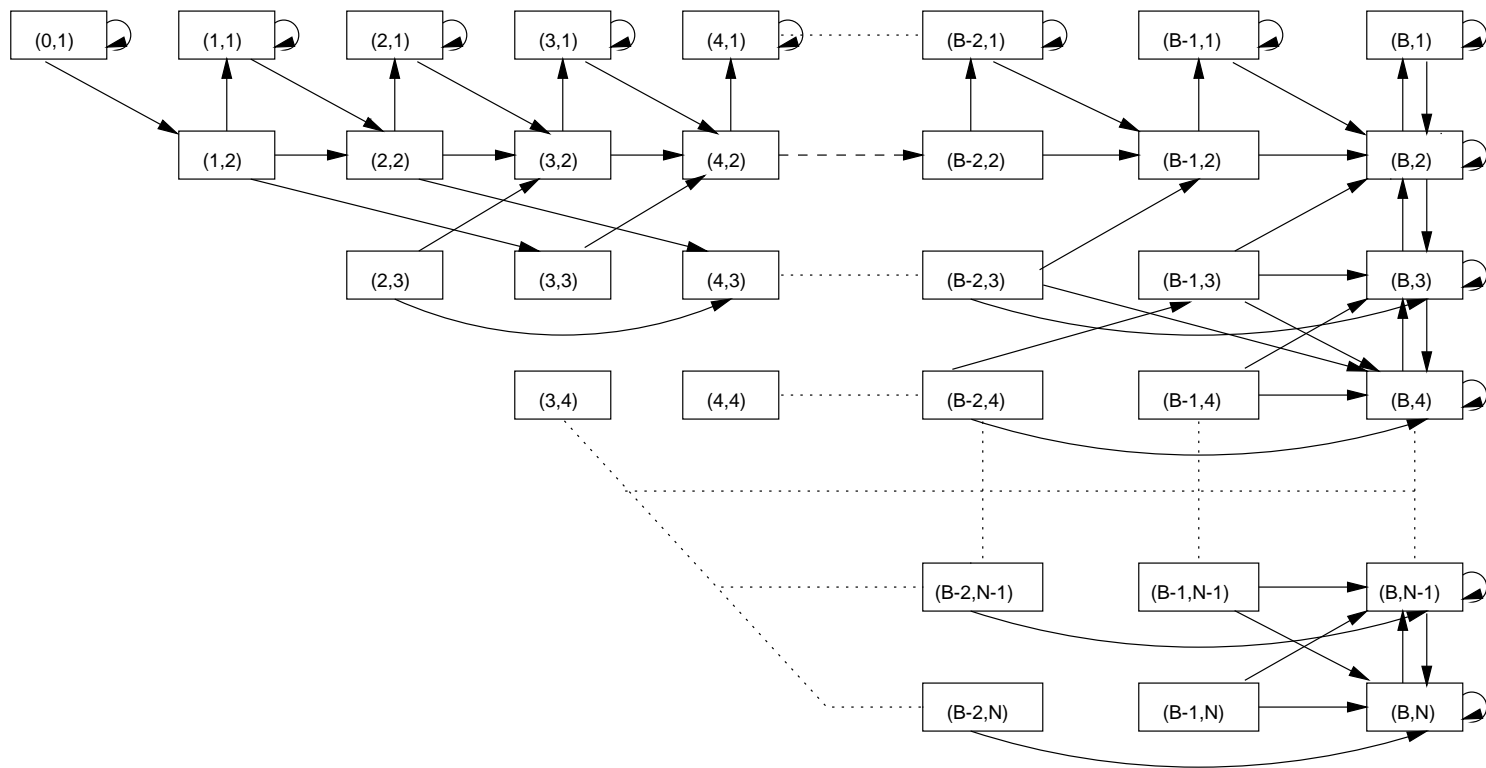 (0,1) (1,1) (2,1) (3,1) (4,1) (B-2,1) (B-1,1) (B,1)
(1,2) (2,2) (3,2) (4,2) (B-2,2) (B-1,2) (B,2)
(2,3) (3,3) (4,3) (B-2,3) (B-1,3) (B,3)
(3,4) (4,4) (B-2,4) (B-1,4) (B,4)
(B-2,N-1) (B-1,N-1) (B,N-1)
(B-2,N) (B-1,N) (B,N)